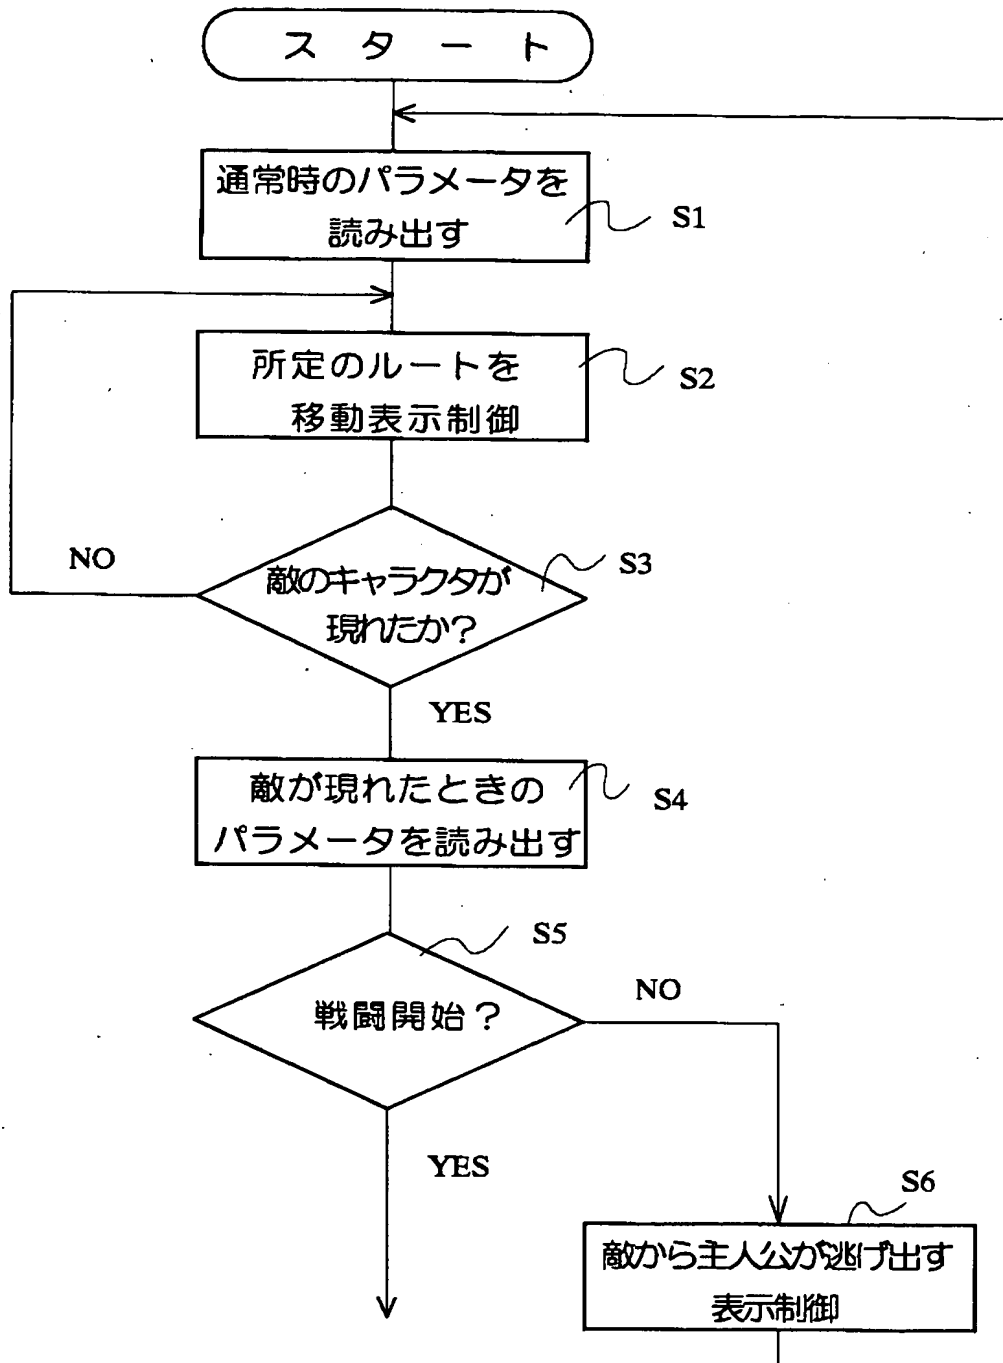 スタート
通常時のパラメータを
読み出す
S1
所定のルートを
移動表示制御
S2
NO
敵のキャラクタが
現れたか？
S3
YES
敵が現れたときの
パラメータを読み出す
S4
S5
戦闘開始？
NO
YES
S6
敵から主人公が逃げ出す
表示制御